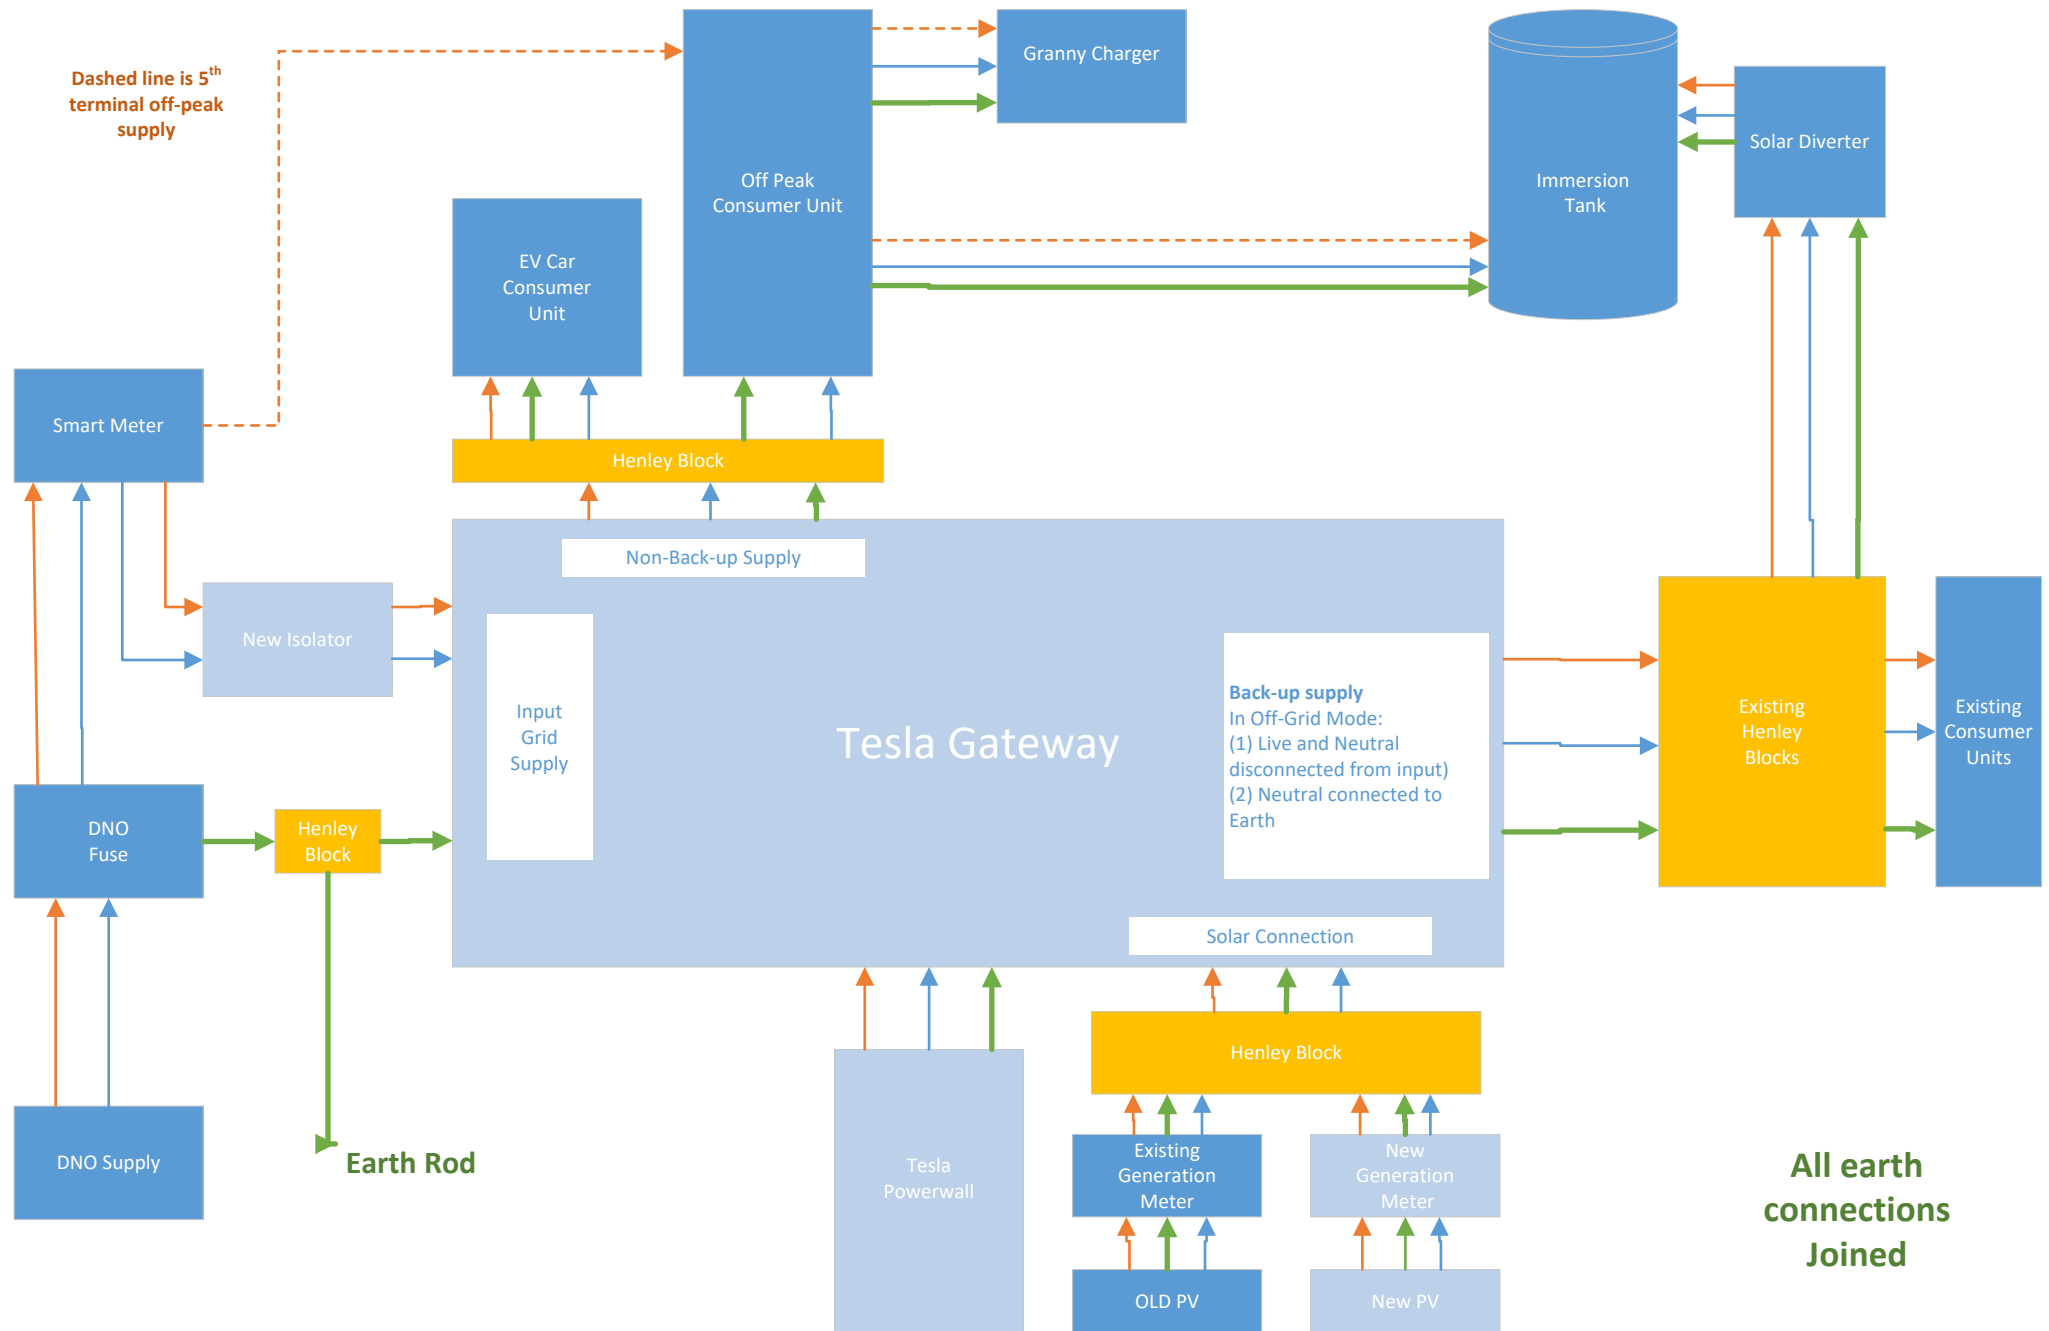 Dashed line is 5th
terminal off-peak
supply
Granny Charger
Off Peak
Consumer Unit
Immersion
Tank
Solar Diverter
EV Car
Consumer
Unit
Smart Meter
Henley Block
Non-Back-up Supply
New Isolator
Input
Grid
Supply
Tesla Gateway
Back-up supply
In Off-Grid Mode:
(1) Live and Neutral
disconnected from input)
(2) Neutral connected to
Earth
Existing
Henley
Blocks
Existing
Consumer
Units
DNO
Fuse
Henley
Block
Solar Connection
Henley Block
DNO Supply
Earth Rod
Tesla
Powerwall
Existing
Generation
Meter
New
Generation
Meter
All earth
connections
Joined
OLD PV
New PV